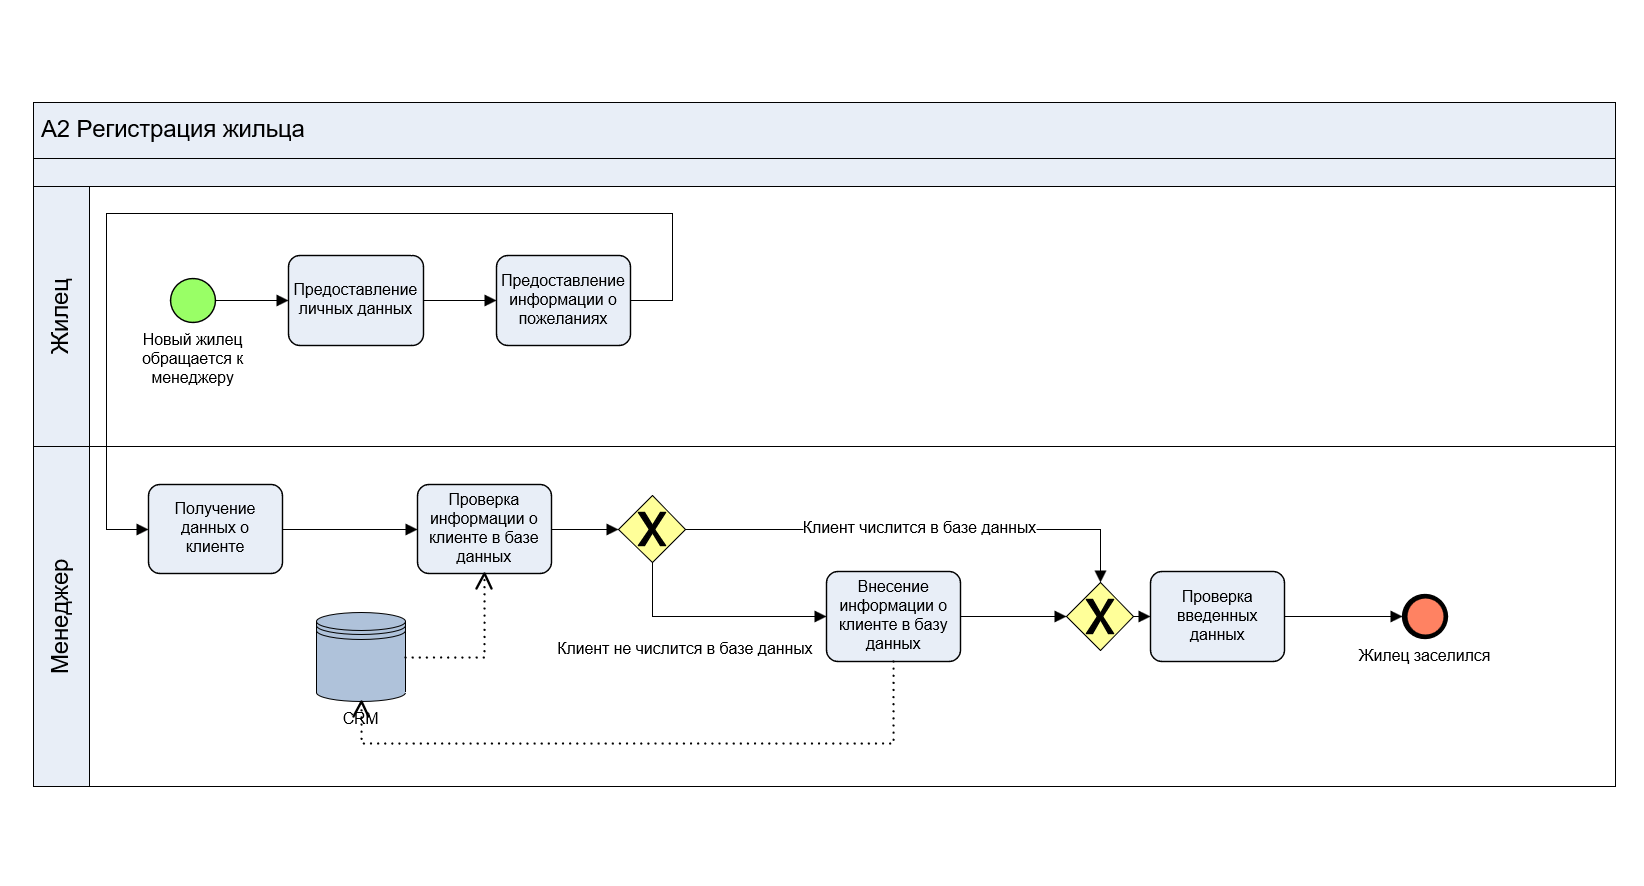 А2 Регистрация жильца
Жилец
Новый жилец
обращается к
менеджеру
Предоставление
личных данных
Предоставление
информации о
пожеланиях
Менеджер
Получение
данных о
клиенте
Проверка
информации о
клиенте в базе
данных
X
Клиент числится в базе данных
Клиент не числится в базе данных
Внесение
информации о
клиенте в базу
данных
X
Проверка
введенных
данных
Жилец заселился
CRM